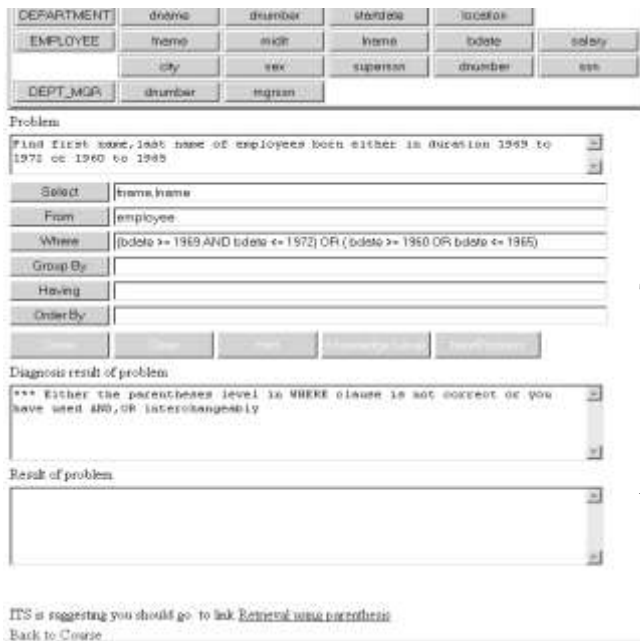 DEPARTMENT dname dnumber startdate location
EMPLOYEE fname midlt lname bdate salary
city sex superssn dnumber ssn
DEPT_MGR dnumber mgrssn
Problem
Find first name,last name of employees born either in duration 1969 to
1972 or 1960 to 1965
Select fname,lname
From employee
Where (bdate >= 1969 AND bdate <= 1972) OR ( bdate >= 1960 OR bdate <= 1965)
Group By
Having
Order By
Diagnosis result of problem
*** Either the parentheses level in WHERE clause is not correct or you
have used AND,OR interchangeably
Result of problem
ITS is suggesting you should go to link Retrieval using parenthesis
Back to Course